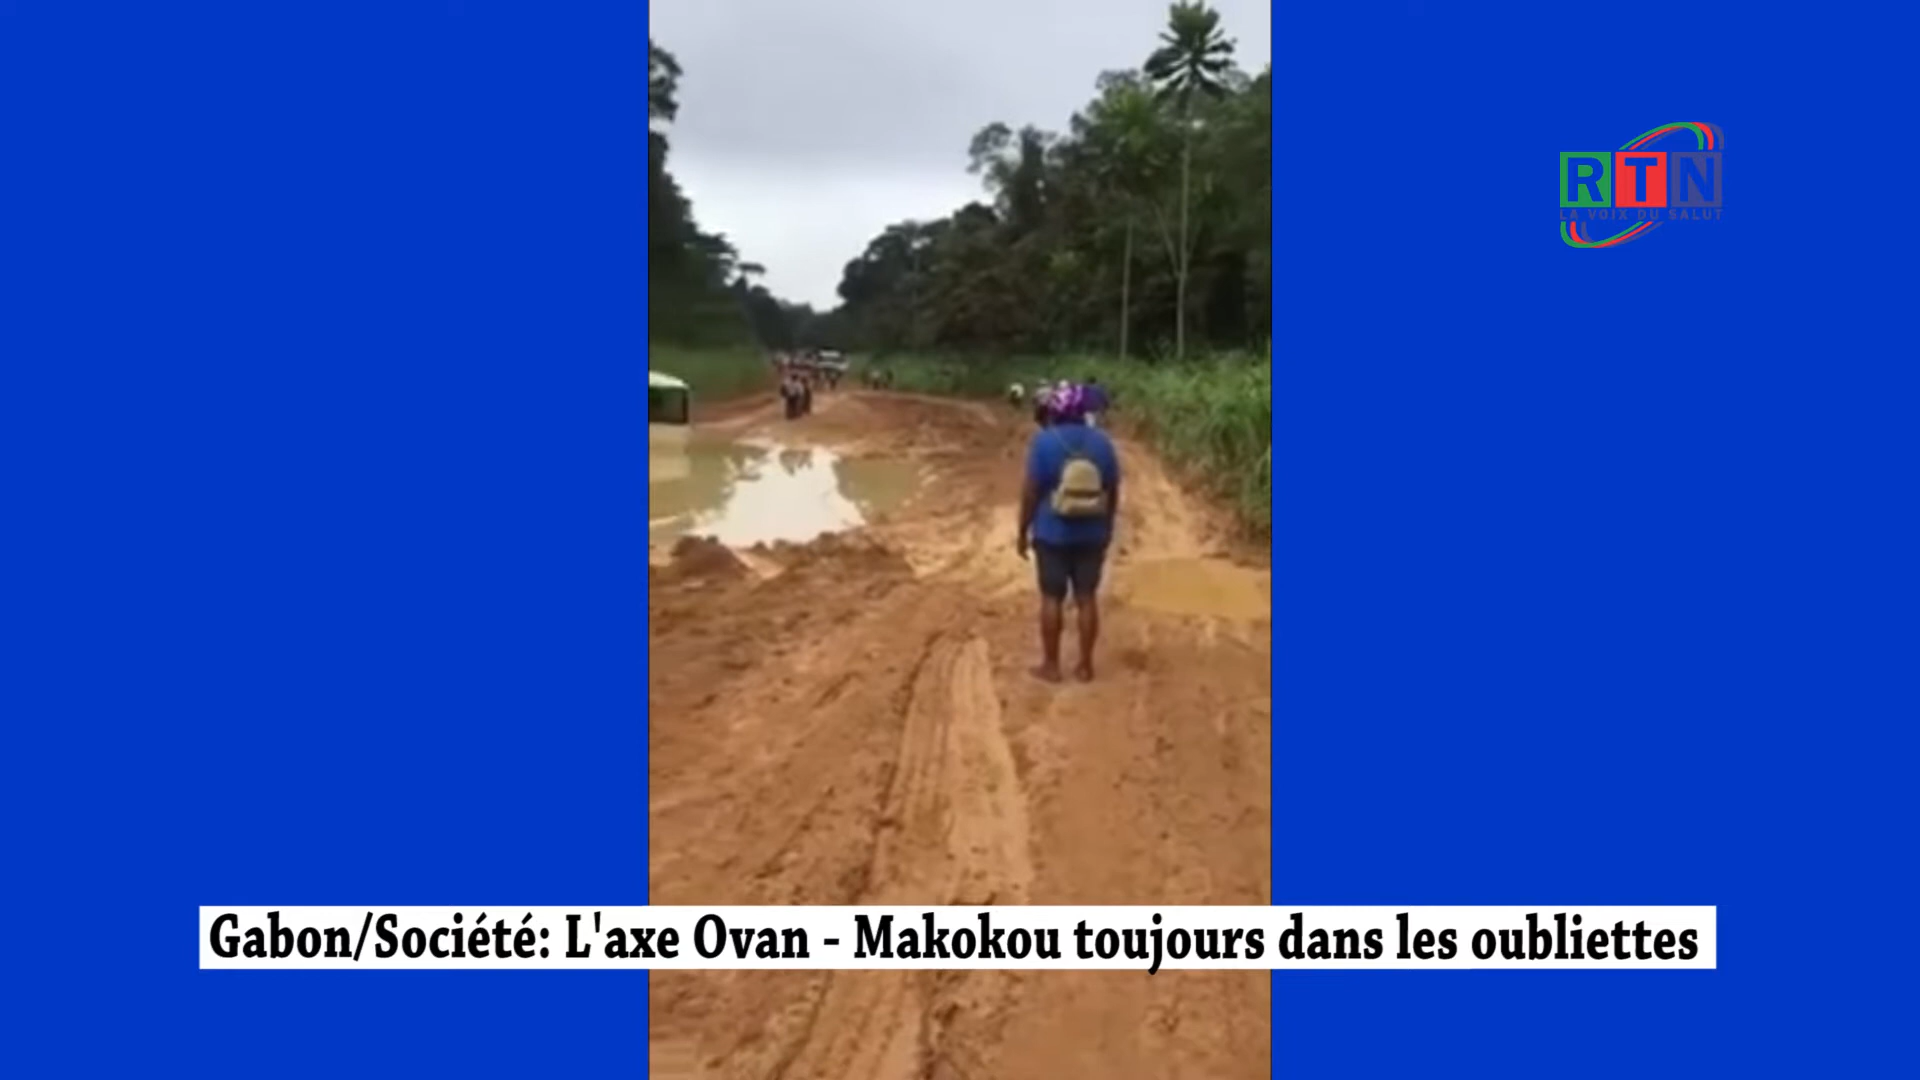 RTN
LA VOIX DU SALUT
Gabon/Société: L'axe Ovan - Makokou toujours dans les oubliettes